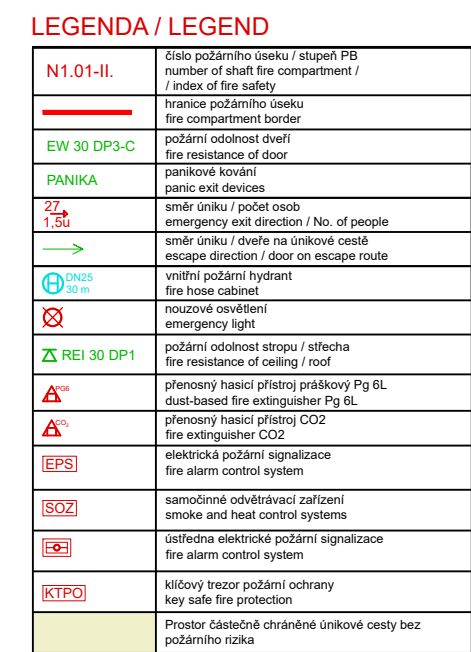 LEGENDA / LEGEND
N1.01-II.
číslo požárního úseku / stupeň PB
number of shaft fire compartment /
/ index of fire safety
hranice požárního úseku
fire compartment border
EW 30 DP3-C
požární odolnost dveří
fire resistance of door
PANIKA
panikové kování
panic exit devices
27
1,5u
směr úniku / počet osob
emergency exit direction / No. of people
směr úniku / dveře na únikové cestě
escape direction / door on escape route
H DN25
30 m
vnitřní požární hydrant
fire hose cabinet
nouzové osvětlení
emergency light
REI 30 DP1
požární odolnost stropu / střecha
fire resistance of ceiling / roof
PG6
přenosný hasicí přístroj práškový Pg 6L
dust-based fire extinguisher Pg 6L
CO₂
přenosný hasicí přístroj CO2
fire extinguisher CO2
EPS
elektrická požární signalizace
fire alarm control system
SOZ
samočinné odvětrávací zařízení
smoke and heat control systems
ústředna elektrické požární signalizace
fire alarm control system
KTPO
klíčový trezor požární ochrany
key safe fire protection
Prostor částečně chráněné únikové cesty bez
požárního rizika